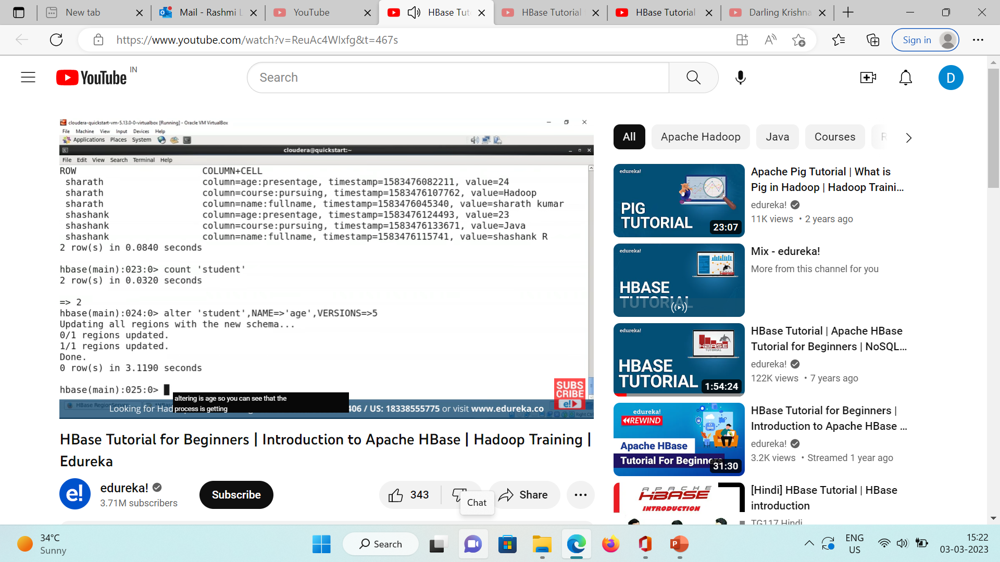 New tab
Mail - Rashmi L
YouTube
HBase Tut
HBase Tutorial
HBase Tutorial
Darling Krishna
https://www.youtube.com/watch?v=ReuAc4WIxfg&t=467s
Sign in
YouTube IN
Search
D
cloudera-quickstart-vm-5.13.0-0-virtualbox [Running] - Oracle VM VirtualBox
File Machine View Input Devices Help
Applications Places System
cloudera@quickstart:~
File Edit View Search Terminal Help
ROW COLUMN+CELL
sharath column=age:presentage, timestamp=1583476082211, value=24
sharath column=course:pursuing, timestamp=1583476107762, value=Hadoop
sharath column=name:fullname, timestamp=1583476045340, value=sharath kumar
shashank column=age:presentage, timestamp=1583476124493, value=23
shashank column=course:pursuing, timestamp=1583476133671, value=Java
shashank column=name:fullname, timestamp=1583476115741, value=shashank R
2 row(s) in 0.0840 seconds
hbase(main):023:0> count 'student'
2 row(s) in 0.0320 seconds
=> 2
hbase(main):024:0> alter 'student',NAME=>'age',VERSIONS=>5
Updating all regions with the new schema...
0/1 regions updated.
1/1 regions updated.
Done.
0 row(s) in 3.1190 seconds
hbase(main):025:0>
altering is age so you can see that the
process is getting
SUBS
CRIBE
e!
HBase Region
Looking for Had
406 / US: 18338555775 or visit www.edureka.co
Right Ct
HBase Tutorial for Beginners | Introduction to Apache HBase | Hadoop Training |
Edureka
e!
edureka!
3.71M subscribers
Subscribe
343
Share
Chat
All
Apache Hadoop
Java
Courses
R
edureka!
PIG
TUTORIAL
23:07
Apache Pig Tutorial | What is
Pig in Hadoop | Hadoop Traini...
edureka!
11K views • 2 years ago
edureka!
HBASE
TUTORIAL
Mix - edureka!
More from this channel for you
edureka!
HBASE
TUTORIAL
HBASE
TUTORIAL
1:54:24
HBase Tutorial | Apache HBase
Tutorial for Beginners | NoSQL...
edureka!
122K views • 7 years ago
edureka!
REWIND
Apache HBase
Tutorial For Beginners
31:30
HBase Tutorial for Beginners |
Introduction to Apache HBase ...
edureka!
3.2K views • Streamed 1 year ago
APACHE
HBASE
INTRODUCTION
[Hindi] HBase Tutorial | HBase
introduction
TG117 Hindi
34°C
Sunny
Search
ENG
US
15:22
03-03-2023